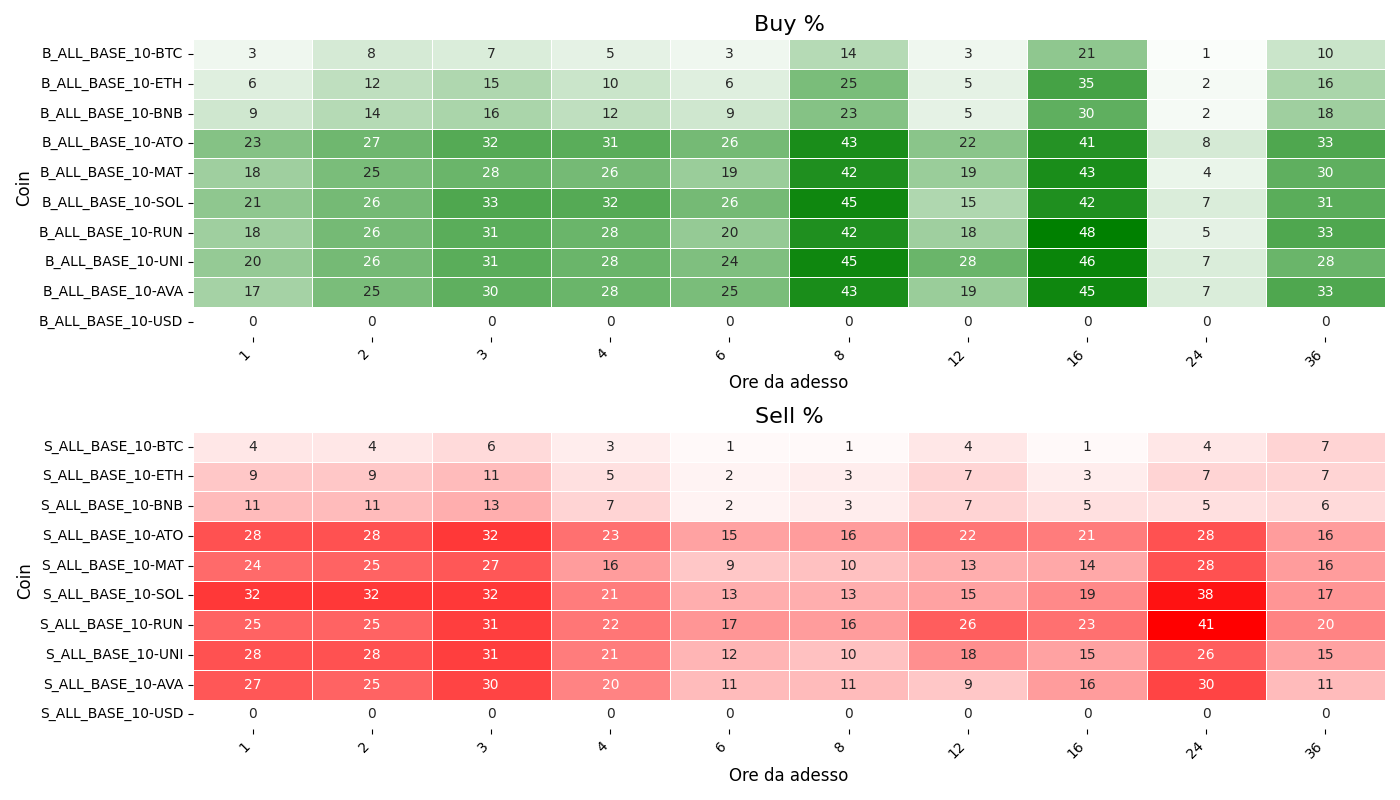 Buy %
Coin
B_ALL_BASE_10-BTC 3 8 7 5 3 14 3 21 1 10
B_ALL_BASE_10-ETH 6 12 15 10 6 25 5 35 2 16
B_ALL_BASE_10-BNB 9 14 16 12 9 23 5 30 2 18
B_ALL_BASE_10-ATO 23 27 32 31 26 43 22 41 8 33
B_ALL_BASE_10-MAT 18 25 28 26 19 42 19 43 4 30
B_ALL_BASE_10-SOL 21 26 33 32 26 45 15 42 7 31
B_ALL_BASE_10-RUN 18 26 31 28 20 42 18 48 5 33
B_ALL_BASE_10-UNI 20 26 31 28 24 45 28 46 7 28
B_ALL_BASE_10-AVA 17 25 30 28 25 43 19 45 7 33
B_ALL_BASE_10-USD 0 0 0 0 0 0 0 0 0 0
1 2 3 4 6 8 12 16 24 36
Ore da adesso
Sell %
Coin
S_ALL_BASE_10-BTC 4 4 6 3 1 1 4 1 4 7
S_ALL_BASE_10-ETH 9 9 11 5 2 3 7 3 7 7
S_ALL_BASE_10-BNB 11 11 13 7 2 3 7 5 5 6
S_ALL_BASE_10-ATO 28 28 32 23 15 16 22 21 28 16
S_ALL_BASE_10-MAT 24 25 27 16 9 10 13 14 28 16
S_ALL_BASE_10-SOL 32 32 32 21 13 13 15 19 38 17
S_ALL_BASE_10-RUN 25 25 31 22 17 16 26 23 41 20
S_ALL_BASE_10-UNI 28 28 31 21 12 10 18 15 26 15
S_ALL_BASE_10-AVA 27 25 30 20 11 11 9 16 30 11
S_ALL_BASE_10-USD 0 0 0 0 0 0 0 0 0 0
1 2 3 4 6 8 12 16 24 36
Ore da adesso